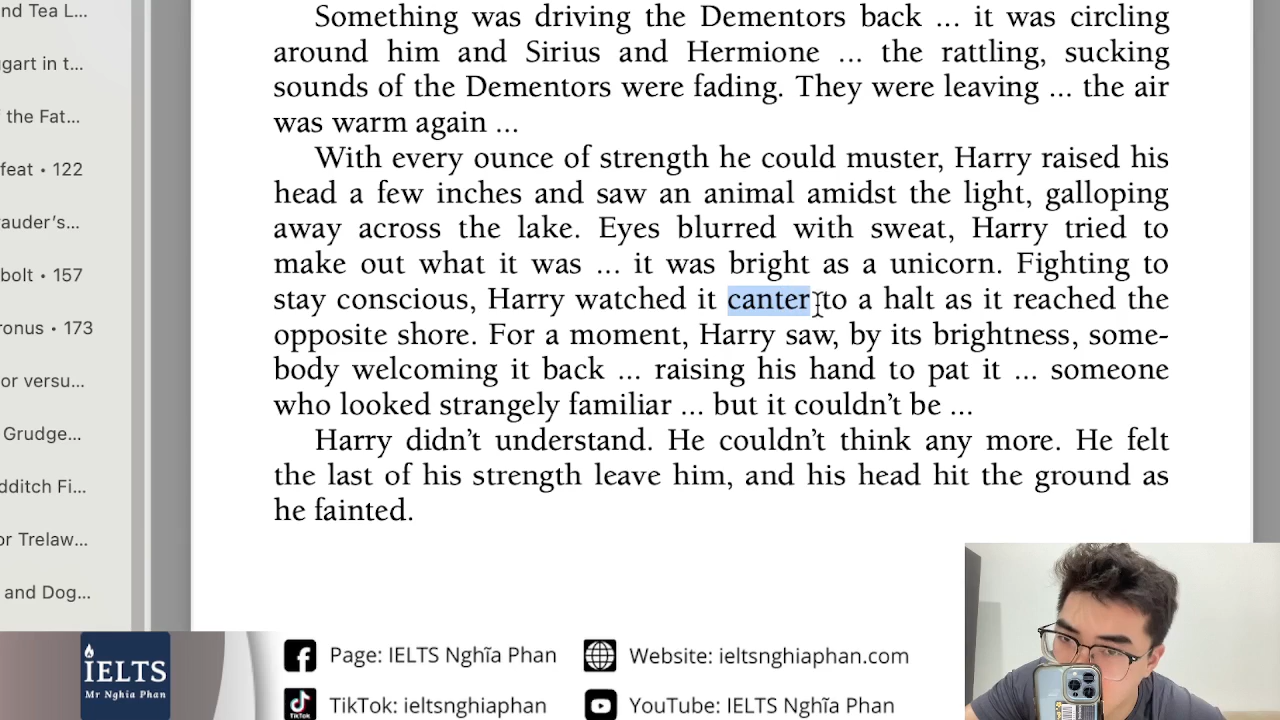 nd Tea L...
gart in t...
the Fat...
feat • 122
auder's...
bolt • 157
ronus • 173
or versu...
Grudge...
dditch Fi...
or Trelaw...
and Dog...
Something was driving the Dementors back ... it was circling
around him and Sirius and Hermione ... the rattling, sucking
sounds of the Dementors were fading. They were leaving ... the air
was warm again ...
With every ounce of strength he could muster, Harry raised his
head a few inches and saw an animal amidst the light, galloping
away across the lake. Eyes blurred with sweat, Harry tried to
make out what it was ... it was bright as a unicorn. Fighting to
stay conscious, Harry watched it canter to a halt as it reached the
opposite shore. For a moment, Harry saw, by its brightness, some-
body welcoming it back ... raising his hand to pat it ... someone
who looked strangely familiar ... but it couldn't be ...
Harry didn't understand. He couldn't think any more. He felt
the last of his strength leave him, and his head hit the ground as
he fainted.
IELTS
Mr Nghia Phan
Page: IELTS Nghĩa Phan
Website: ieltsnghiaphan.com
TikTok
TikTok: ieltsnghiaphan
YouTube: IELTS Nghĩa Phan